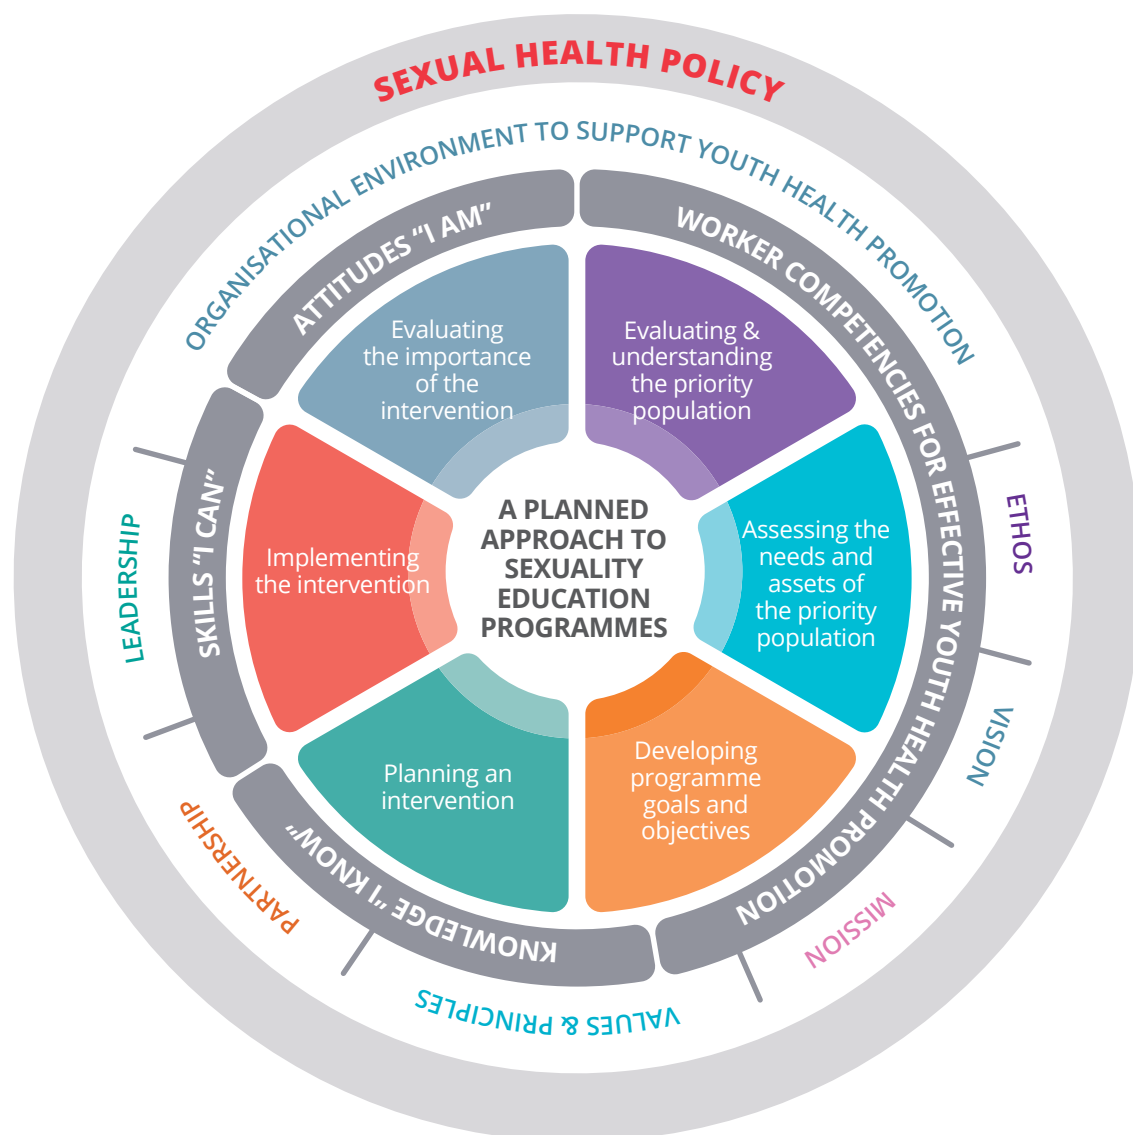 SEXUAL HEALTH POLICY
ORGANISATIONAL ENVIRONMENT TO SUPPORT YOUTH HEALTH PROMOTION
ETHOS
VISION
MISSION
VALUES & PRINCIPLES
PARTNERSHIP
LEADERSHIP
WORKER COMPETENCIES FOR EFFECTIVE YOUTH HEALTH PROMOTION
KNOWLEDGE "I KNOW"
SKILLS "I CAN"
ATTITUDES "I AM"
Evaluating &
understanding
the priority
population
Assessing the
needs and
assets of
the priority
population
Developing
programme
goals and
objectives
Planning an
intervention
Implementing
the intervention
Evaluating
the importance
of the
intervention
A PLANNED
APPROACH TO
SEXUALITY
EDUCATION
PROGRAMMES